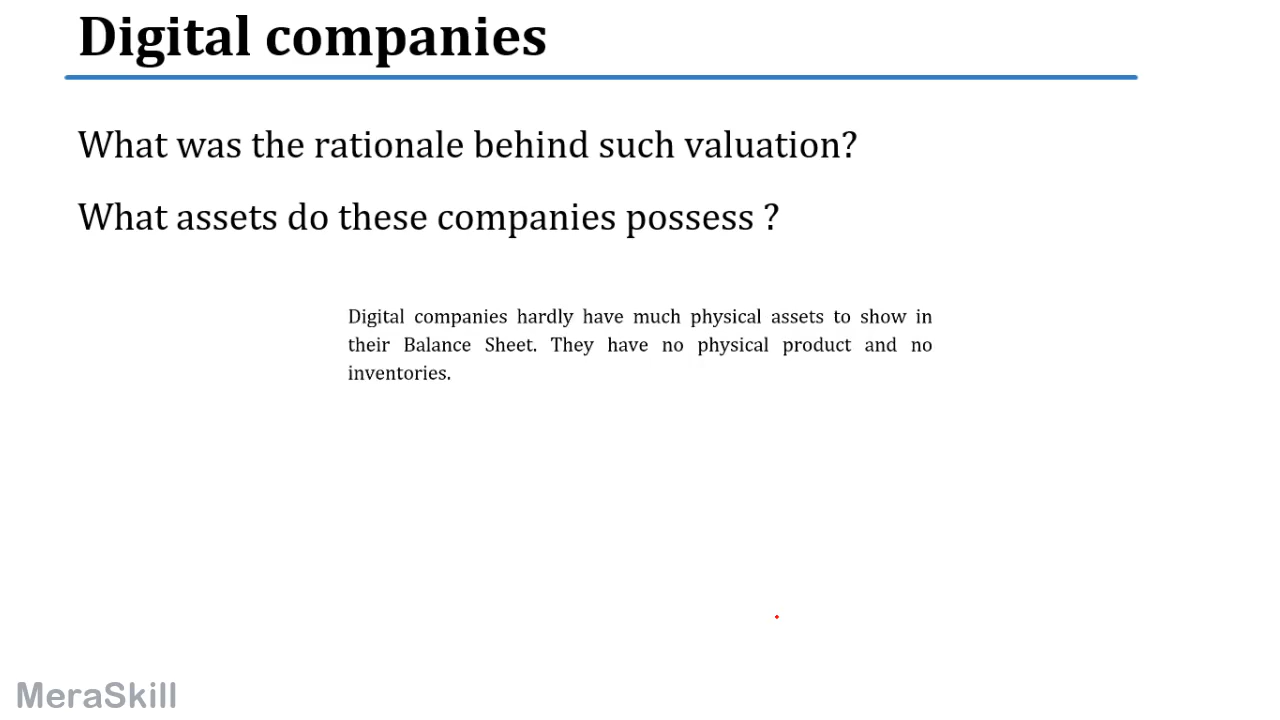 Digital companies
What was the rationale behind such valuation?
What assets do these companies possess ?
Digital companies hardly have much physical assets to show in
their Balance Sheet. They have no physical product and no
inventories.
MeraSkill